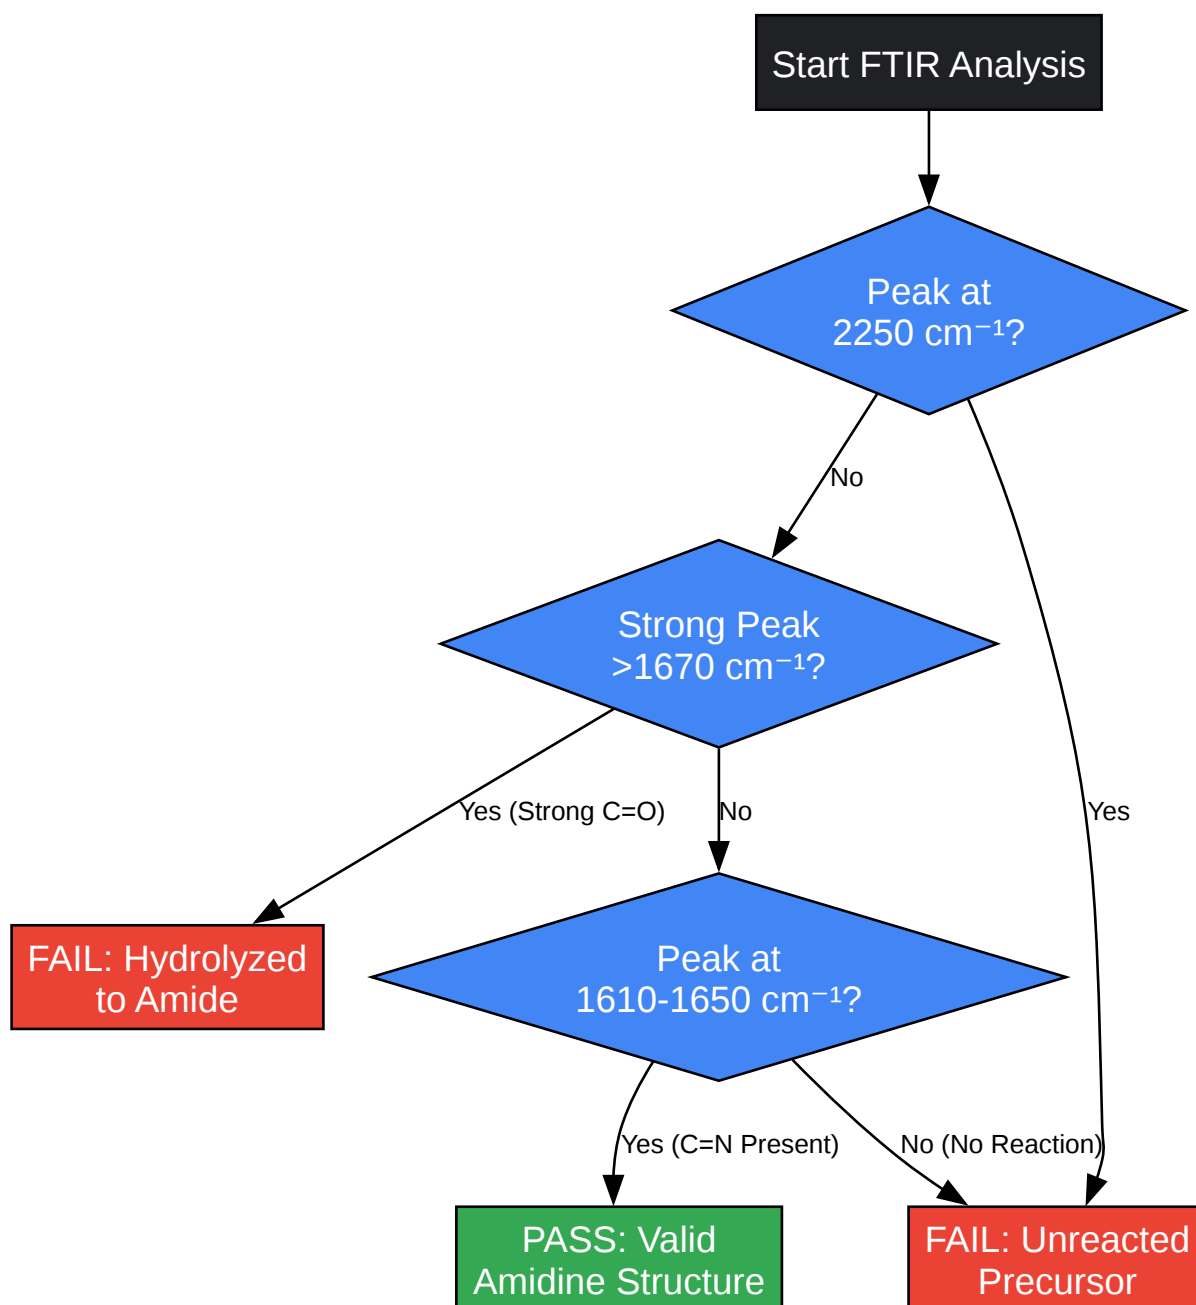 Start FTIR Analysis
Peak at
2250 cm⁻¹?
No
Strong Peak
>1670 cm⁻¹?
Yes (Strong C=O)
No
Yes
FAIL: Hydrolyzed
to Amide
Peak at
1610-1650 cm⁻¹?
Yes (C=N Present)
No (No Reaction)
PASS: Valid
Amidine Structure
FAIL: Unreacted
Precursor